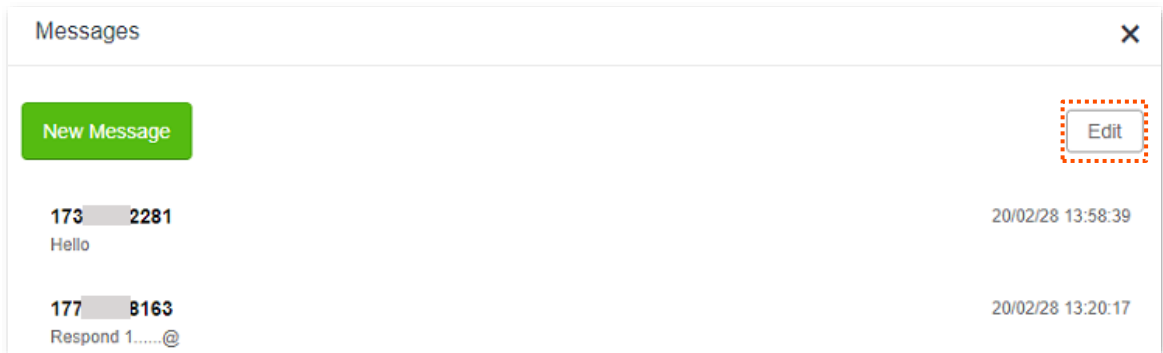 Messages
New Message
Edit
173 2281
20/02/28 13:58:39
Hello
177 8163
20/02/28 13:20:17
Respond 1......@